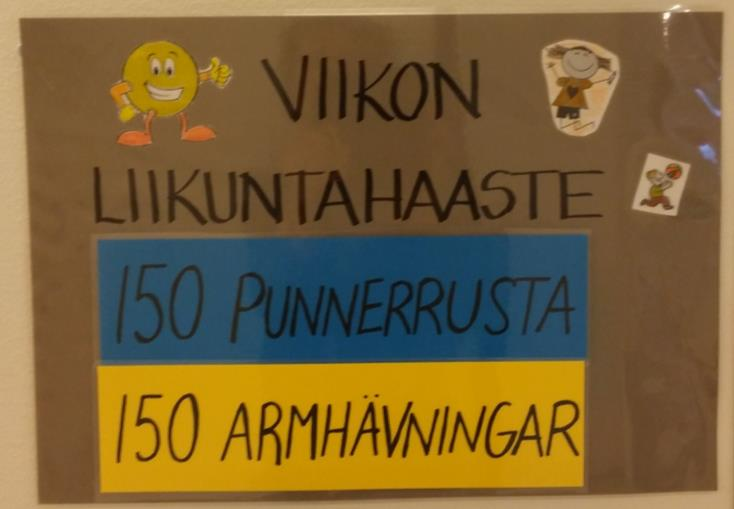 VIIKON
LIIKUNTAHAASTE
150 PUNNERRUSTA
150 ARMHÄVNINGAR